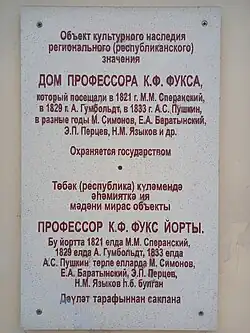 Объект культурного наследия
регионального (республиканского)
значения
ДОМ ПРОФЕССОРА К.Ф. ФУКСА,
который посещали в 1821 г. М.М. Сперанский,
в 1829 г. А. Гумбольдт, в 1833 г. А.С. Пушкин,
в разные годы М. Симонов, Е.А. Баратынский,
Э.П. Перцев, Н.М. Языков и др.
Охраняется государством
•
Төбәк (республика) күләмендә
әһәмияткә ия
мәдәни мирас объекты
ПРОФЕССОР К.Ф. ФУКС ЙОРТЫ.
Бу йортта 1821 елда М.М. Сперанский,
1829 елда А. Гумбольдт, 1833 елда
А.С. Пушкин төрле елларда М. Симонов,
Е.А. Баратынский, Э.П. Перцев,
Н.М. Языков һ.б. булган
Дәүләт тарафыннан саклана